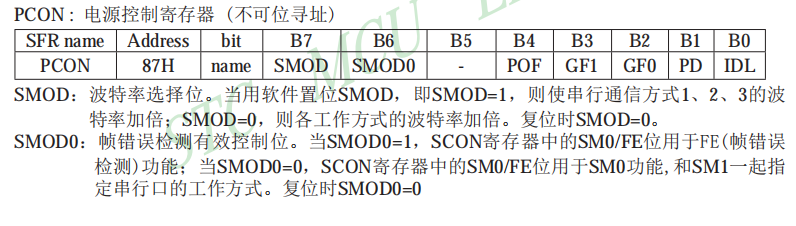 PCON : 电源控制寄存器 (不可位寻址)
SFR name Address bit B7 B6 B5 B4 B3 B2 B1 B0
PCON 87H name SMOD SMOD0 - POF GF1 GF0 PD IDL
SMOD：波特率选择位。当用软件置位SMOD，即SMOD=1，则使串行通信方式1、2、3的波
特率加倍；SMOD=0，则各工作方式的波特率加倍。复位时SMOD=0。
SMOD0：帧错误检测有效控制位。当SMOD0=1，SCON寄存器中的SM0/FE位用于FE(帧错误
检测)功能；当SMOD0=0，SCON寄存器中的SM0/FE位用于SM0功能,和SM1一起指
定串行口的工作方式。复位时SMOD0=0
STC MCU